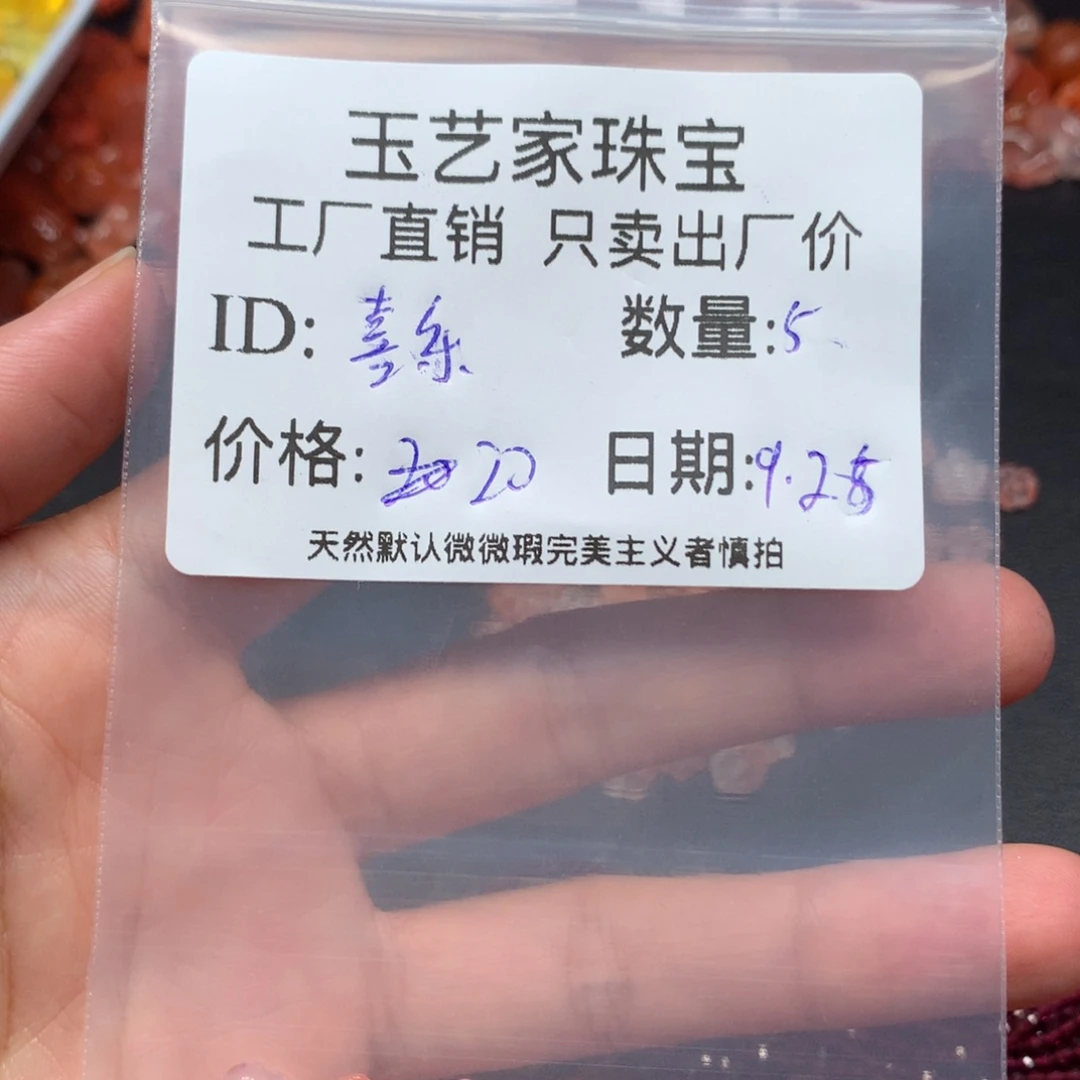 玉艺家珠宝
工厂直销 只卖出厂价
ID: 喜乐 数量:5
价格: 20 日期:9.28
天然默认微微瑕完美主义者慎拍